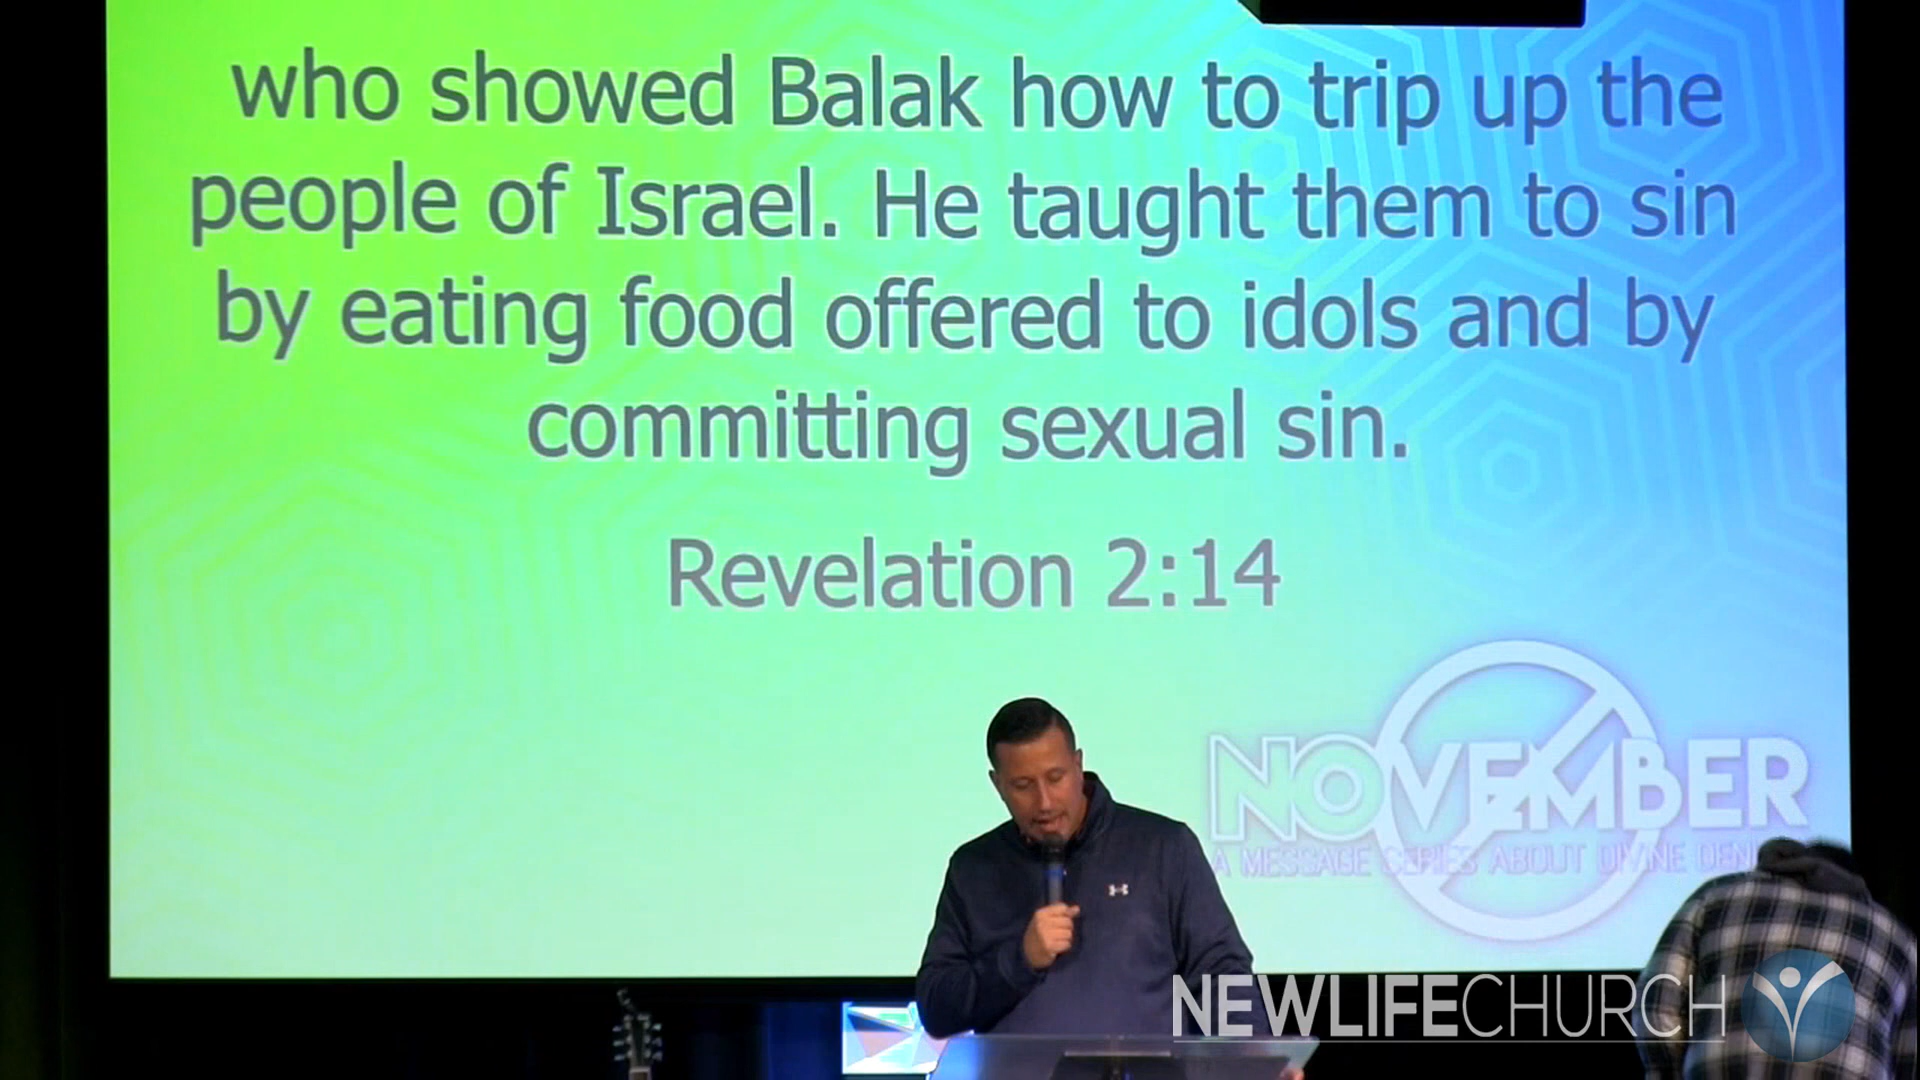 who showed Balak how to trip up the
people of Israel. He taught them to sin
by eating food offered to idols and by
committing sexual sin.
Revelation 2:14
NOVEMBER
A MESSAGE SERIES ABOUT DIVINE
NEWLIFECHURCH